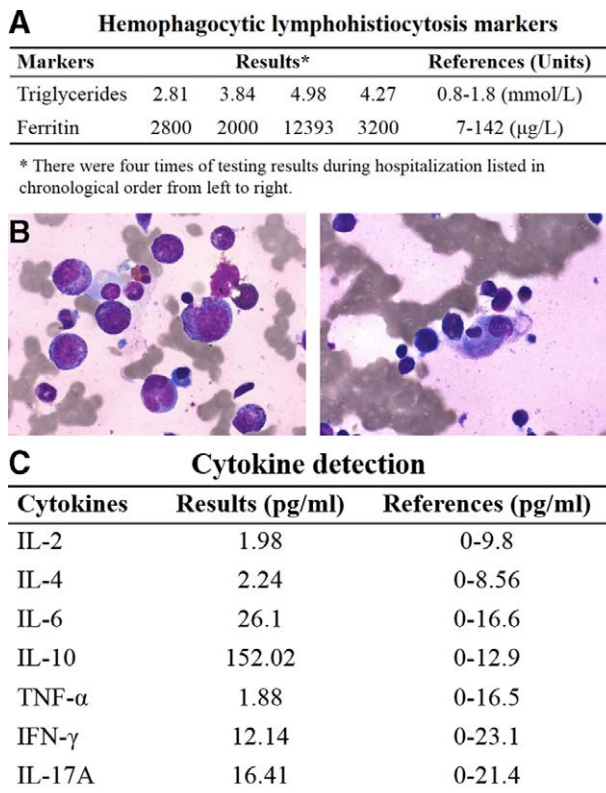 A Hemophagocytic lymphohistiocytosis markers
Markers Results* References (Units)
Triglycerides 2.81 3.84 4.98 4.27 0.8-1.8 (mmol/L)
Ferritin 2800 2000 12393 3200 7-142 (μg/L)
* There were four times of testing results during hospitalization listed in
chronological order from left to right.
B
C Cytokine detection
Cytokines Results (pg/ml) References (pg/ml)
IL-2 1.98 0-9.8
IL-4 2.24 0-8.56
IL-6 26.1 0-16.6
IL-10 152.02 0-12.9
TNF-α 1.88 0-16.5
IFN-γ 12.14 0-23.1
IL-17A 16.41 0-21.4